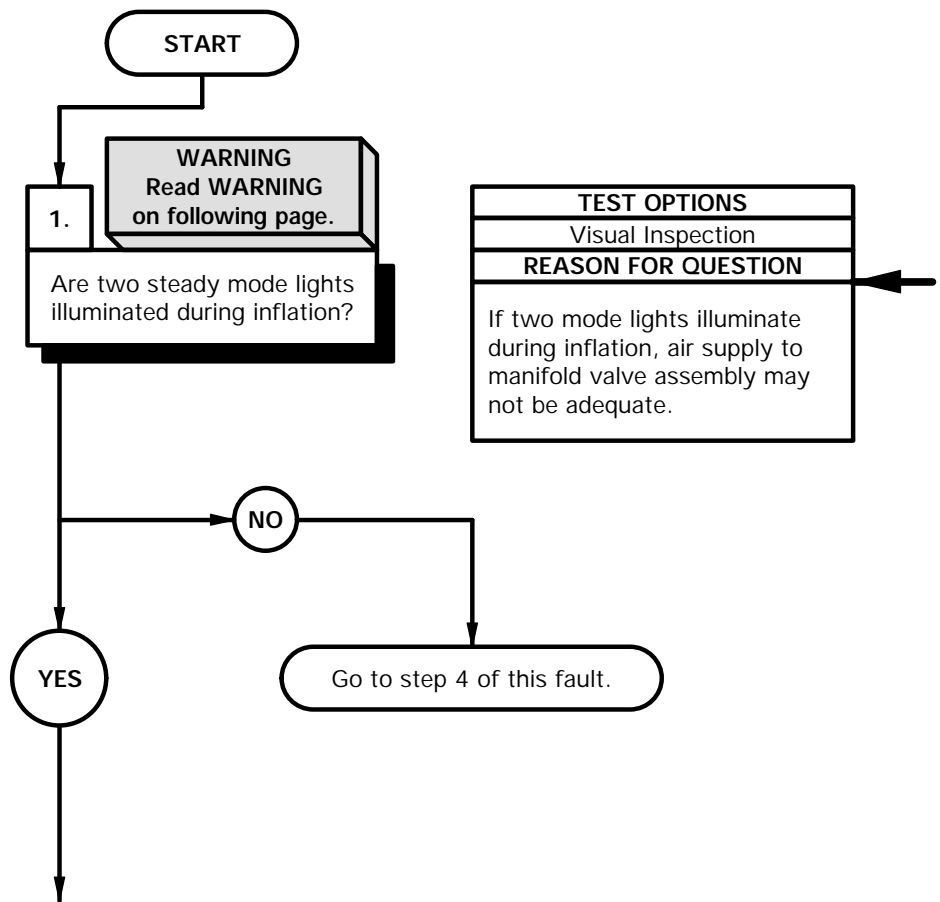 START
WARNING
Read WARNING
on following page.
1.
Are two steady mode lights
illuminated during inflation?
TEST OPTIONS
Visual Inspection
REASON FOR QUESTION
If two mode lights illuminate
during inflation, air supply to
manifold valve assembly may
not be adequate.
NO
YES
Go to step 4 of this fault.